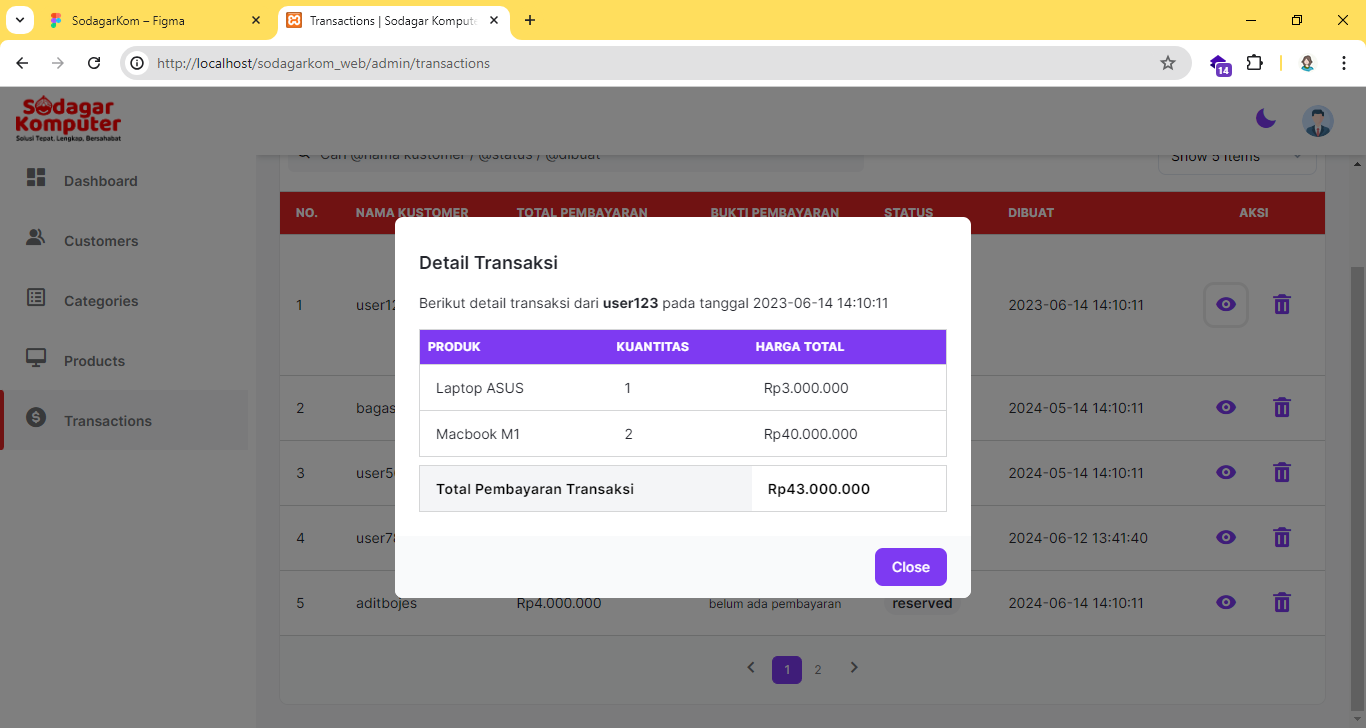 SodagarKom – Figma
Transactions | Sodagar Kompute
http://localhost/sodagarkom_web/admin/transactions
14
Sodagar
Komputer
Solusi Tepat, Lengkap, Bersahabat
Cari @nama kustomer / @status / @dibuat
Show 5 items
Dashboard
Customers
Categories
Products
Transactions
NO. NAMA KUSTOMER TOTAL PEMBAYARAN BUKTI PEMBAYARAN STATUS DIBUAT AKSI
1 user12 2023-06-14 14:10:11
2 bagas 2024-05-14 14:10:11
3 user5 2024-05-14 14:10:11
4 user78 2024-06-12 13:41:40
5 aditbojes Rp4.000.000 belum ada pembayaran reserved 2024-06-14 14:10:11
1 2
Detail Transaksi
Berikut detail transaksi dari user123 pada tanggal 2023-06-14 14:10:11
PRODUK KUANTITAS HARGA TOTAL
Laptop ASUS 1 Rp3.000.000
Macbook M1 2 Rp40.000.000
Total Pembayaran Transaksi Rp43.000.000
Close